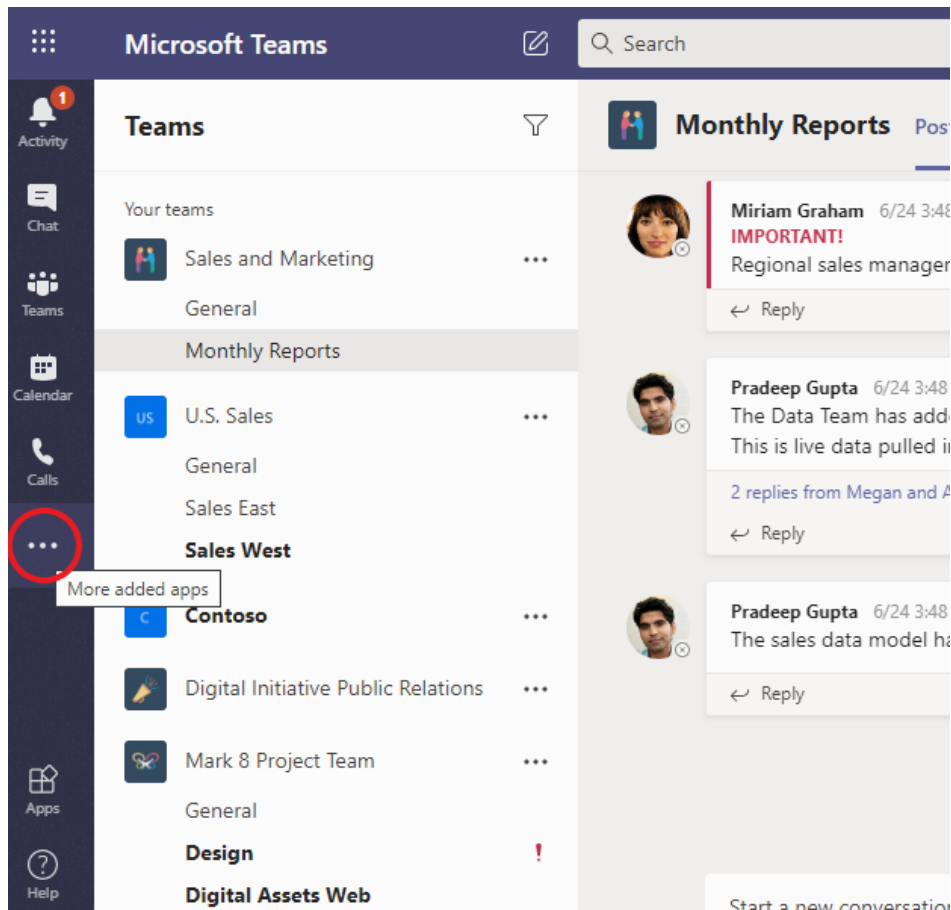 Microsoft Teams
Search
1
Activity
Chat
Teams
Calendar
Calls
More added apps
Apps
Help
Teams
Your teams
Sales and Marketing
General
Monthly Reports
US
U.S. Sales
General
Sales East
Sales West
C
Contoso
Digital Initiative Public Relations
Mark 8 Project Team
General
Design
!
Digital Assets Web
Monthly Reports
Miriam Graham 6/24 3:48
IMPORTANT!
Regional sales
Reply
Pradeep Gupta 6/24 3:48
The Data Team has
This is live data pulled
2 replies from Megan and
Reply
Pradeep Gupta 6/24 3:48
The sales data model
Reply
Start a new